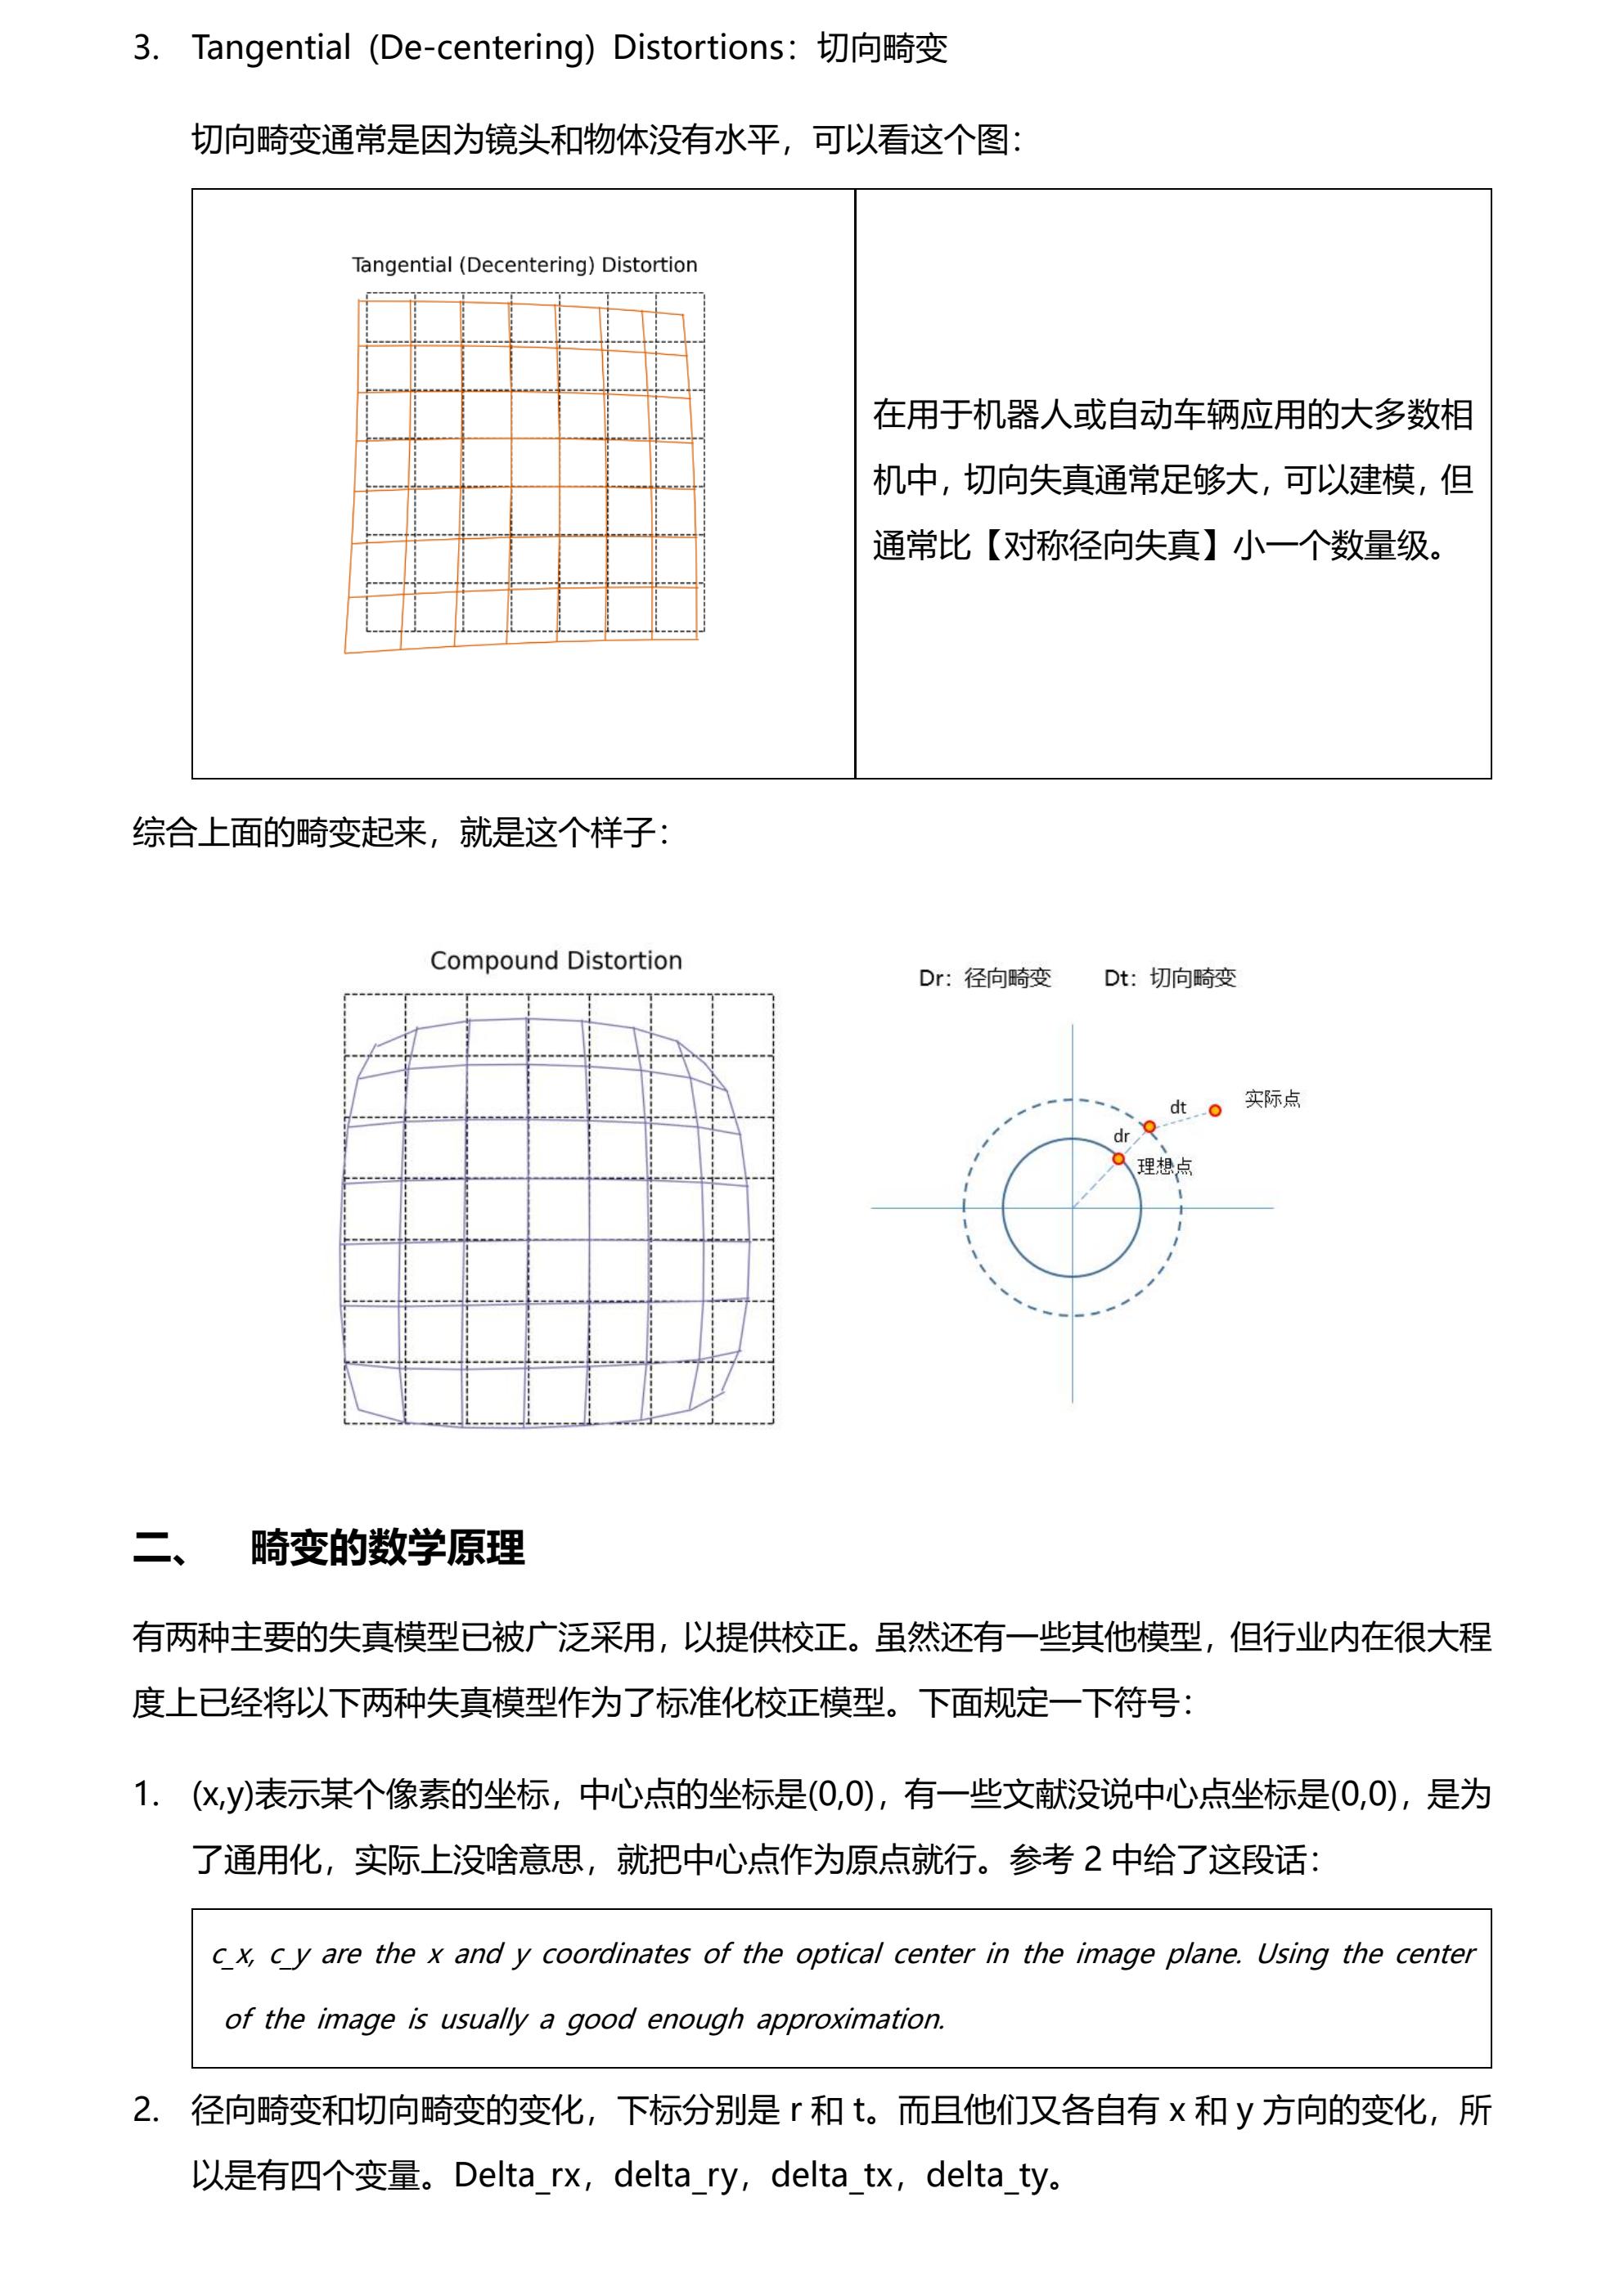 3. Tangential (De-centering) Distortions：切向畸变
切向畸变通常是因为镜头和物体没有水平，可以看这个图：
Tangential (Decentering) Distortion
在用于机器人或自动车辆应用的大多数相
机中，切向失真通常足够大，可以建模，但
通常比【对称径向失真】小一个数量级。
综合上面的畸变起来，就是这个样子：
Compound Distortion
Dr：径向畸变 Dt：切向畸变
dt
实际点
dr
理想点
二、 畸变的数学原理
有两种主要的失真模型已被广泛采用，以提供校正。虽然还有一些其他模型，但行业内在很大程
度上已经将以下两种失真模型作为了标准化校正模型。下面规定一下符号：
1. (x,y)表示某个像素的坐标，中心点的坐标是(0,0)，有一些文献没说中心点坐标是(0,0)，是为
了通用化，实际上没啥意思，就把中心点作为原点就行。参考 2 中给了这段话：
c_x, c_y are the x and y coordinates of the optical center in the image plane. Using the center
of the image is usually a good enough approximation.
2. 径向畸变和切向畸变的变化，下标分别是 r 和 t。而且他们又各自有 x 和 y 方向的变化，所
以是有四个变量。Delta_rx，delta_ry，delta_tx，delta_ty。